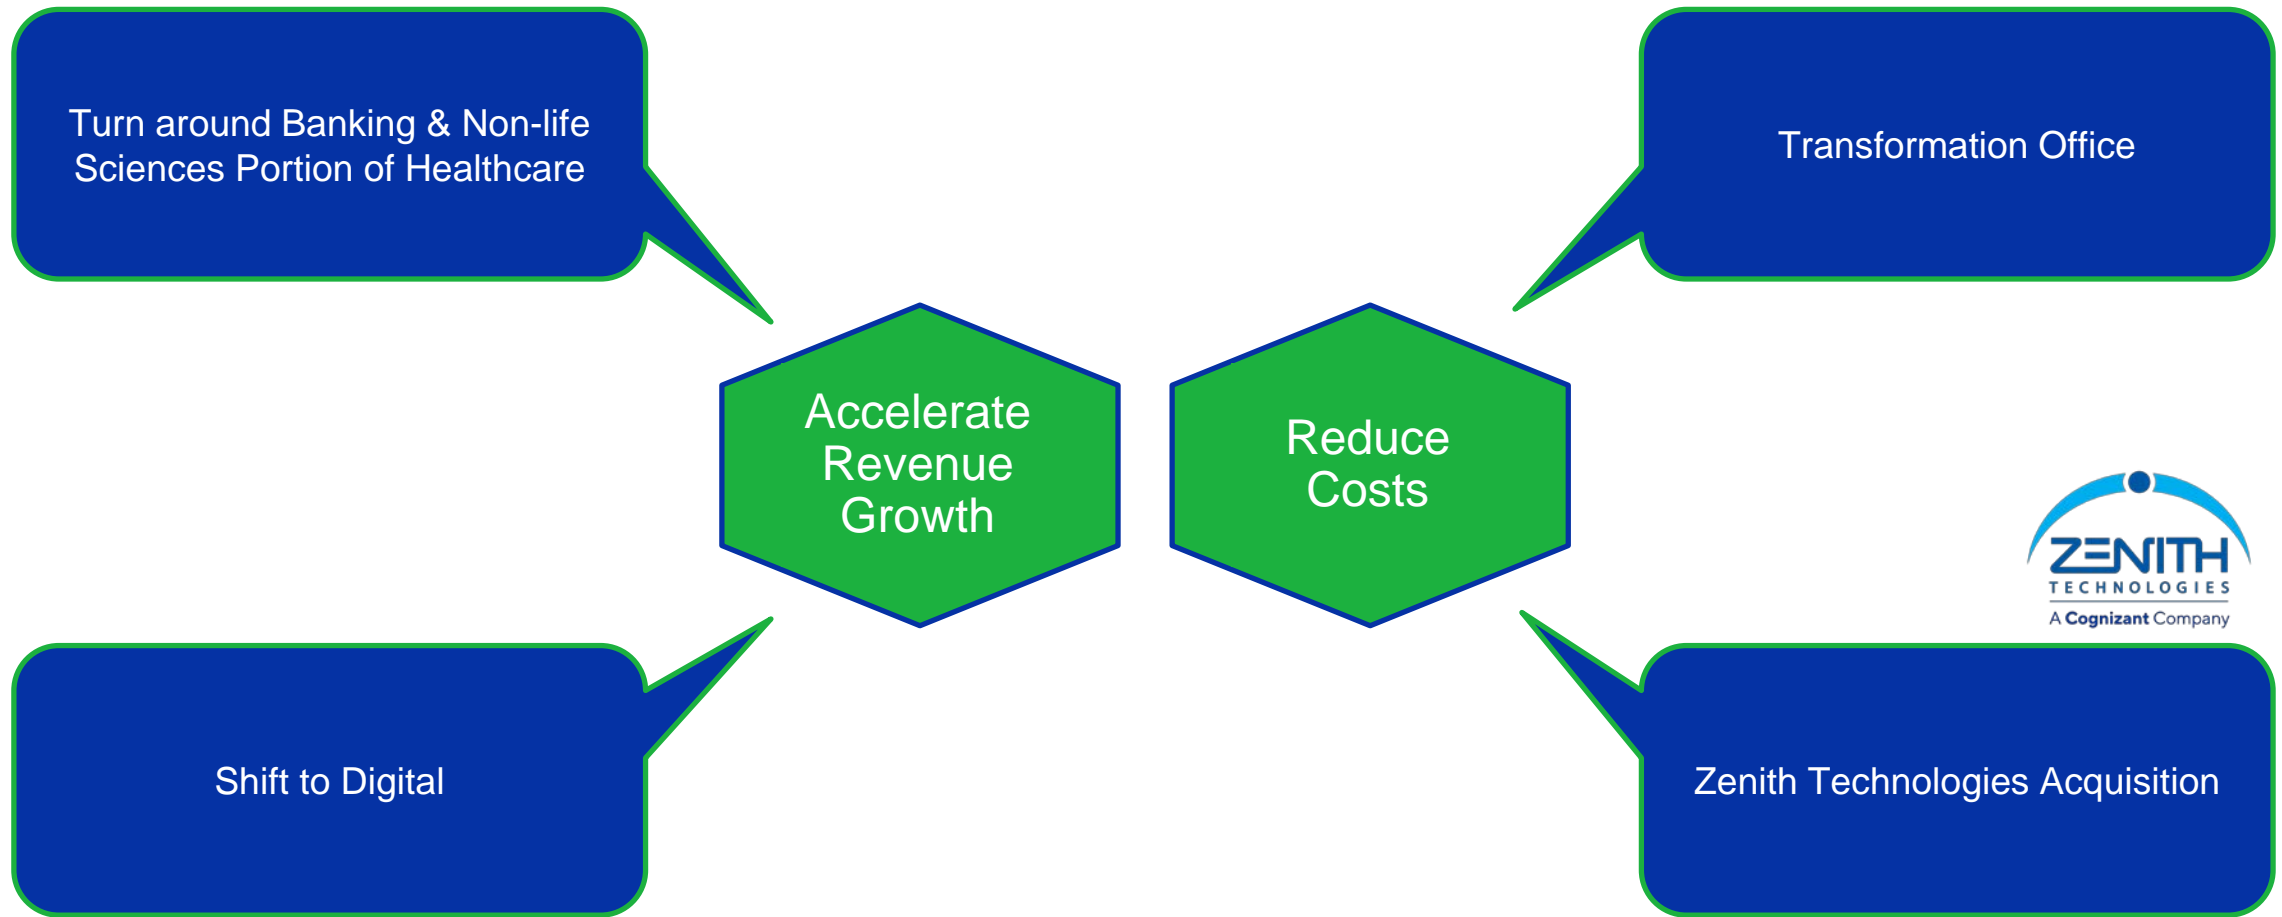 Turn around Banking & Non-life
Sciences Portion of Healthcare
Transformation Office
Accelerate
Revenue
Growth
Reduce
Costs
ZENITH
TECHNOLOGIES
A Cognizant Company
Shift to Digital
Zenith Technologies Acquisition